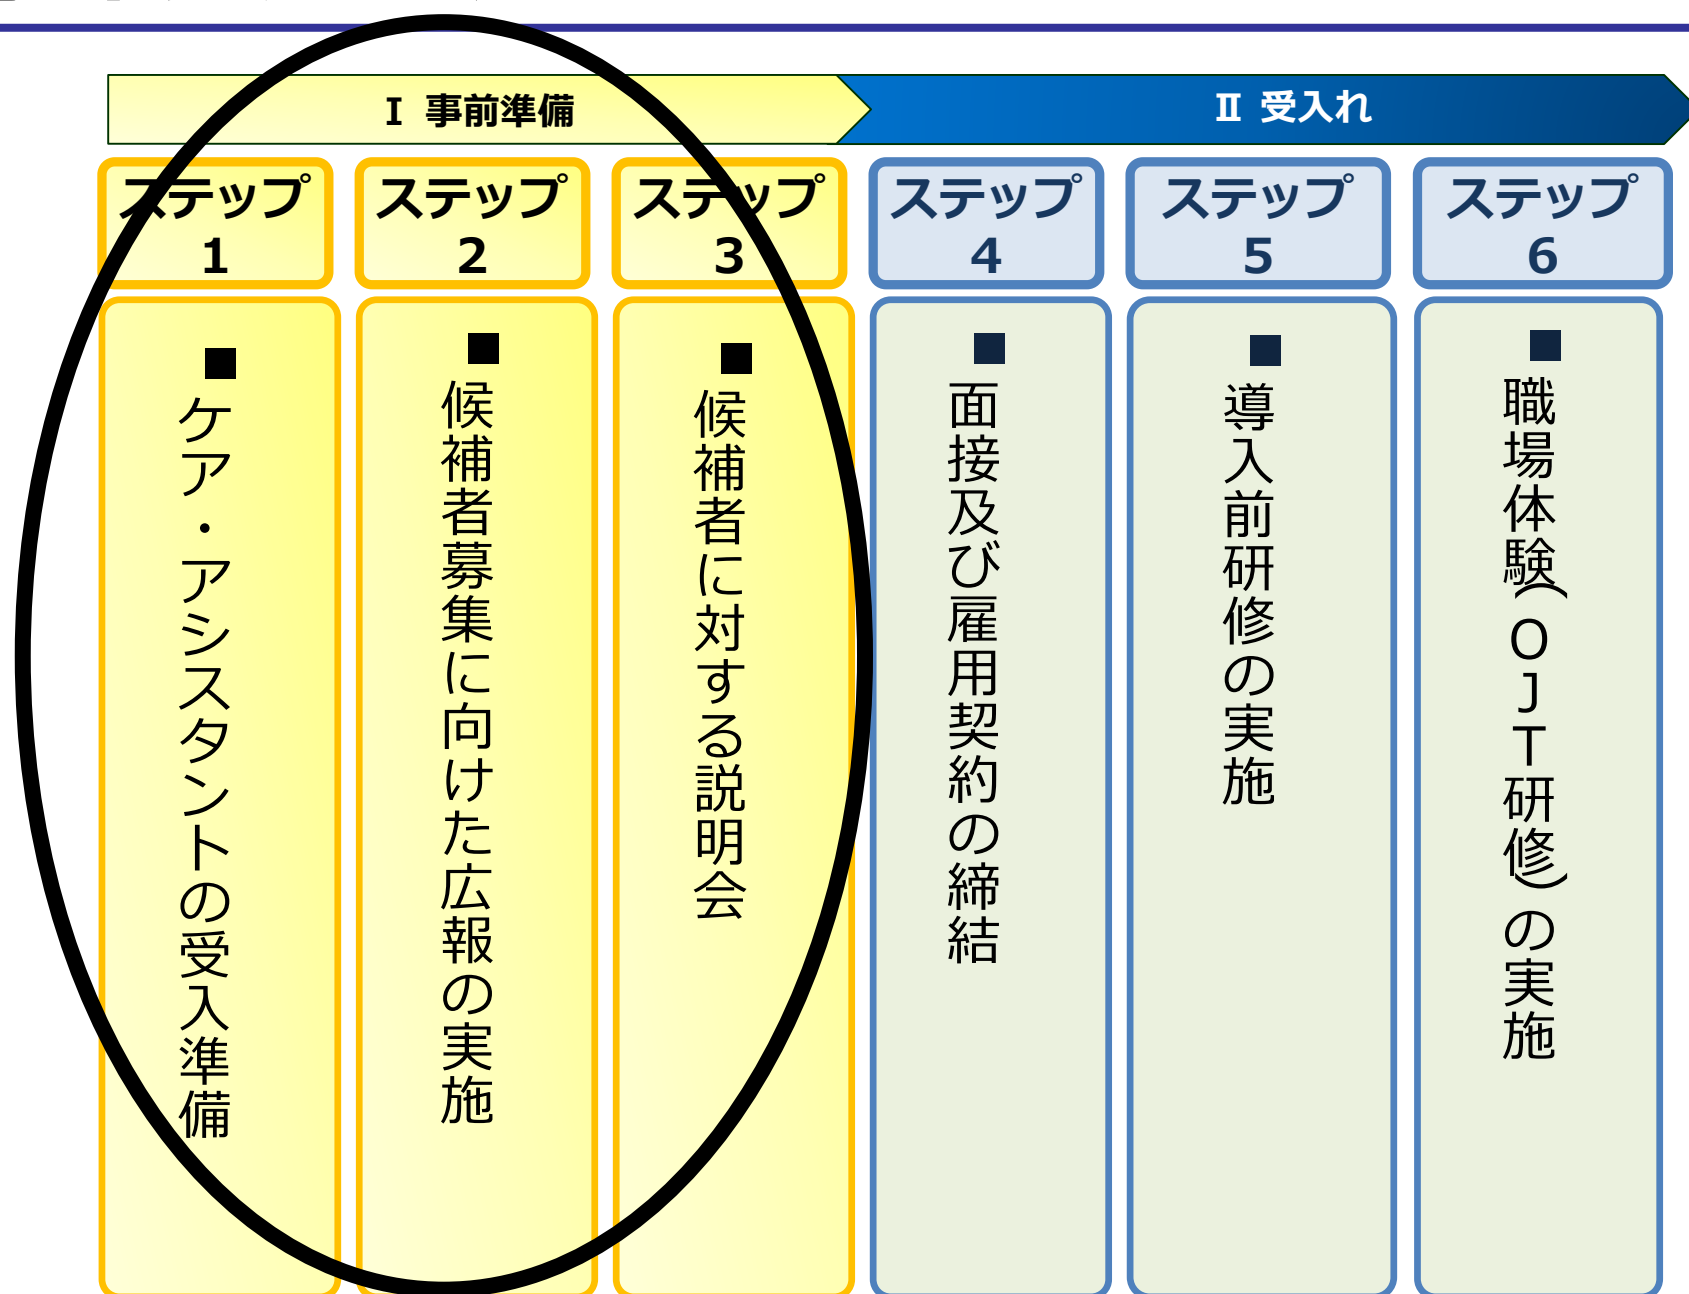 Ⅰ 事前準備
Ⅱ 受入れ
ステップ
1
ステップ
2
ステップ
3
ステップ
4
ステップ
5
ステップ
6
■ケア・アシスタントの受入準備
■候補者募集に向けた広報の実施
■候補者に対する説明会
■面接及び雇用契約の締結
■導入前研修の実施
■職場体験（ＯＪＴ研修）の実施